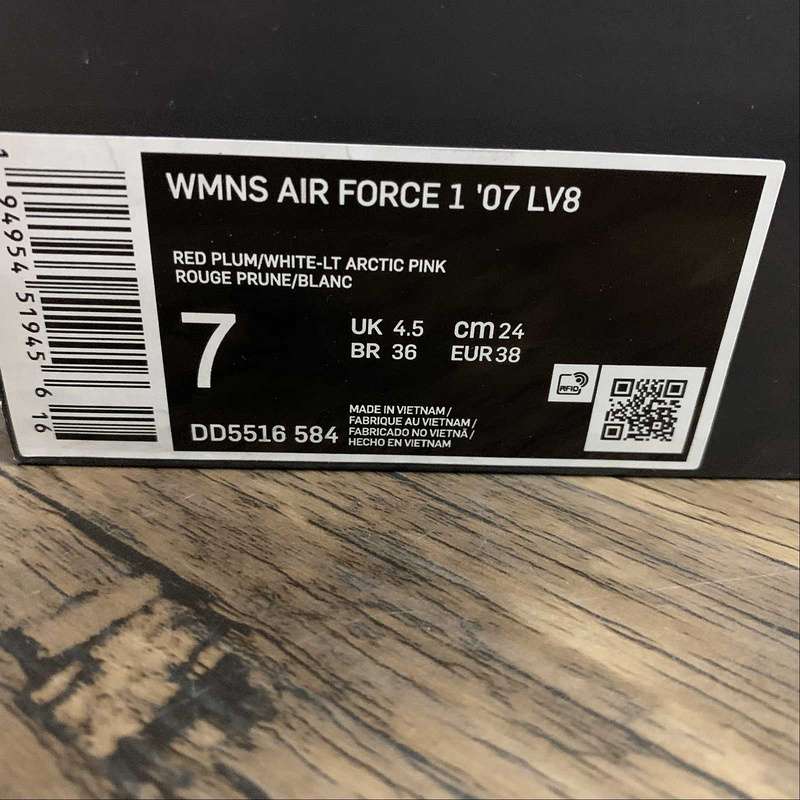 WMNS AIR FORCE 1 '07 LV8
RED PLUM/WHITE-LT ARCTIC PINK
ROUGE PRUNE/BLANC
7
UK 4.5 cm 24
BR 36 EUR 38
RFID
DD5516 584
MADE IN VIETNAM /
FABRIQUE AU VIETNAM /
FABRICADO NO VIETNÃ /
HECHO EN VIETNAM
1 94954 51945 6 16